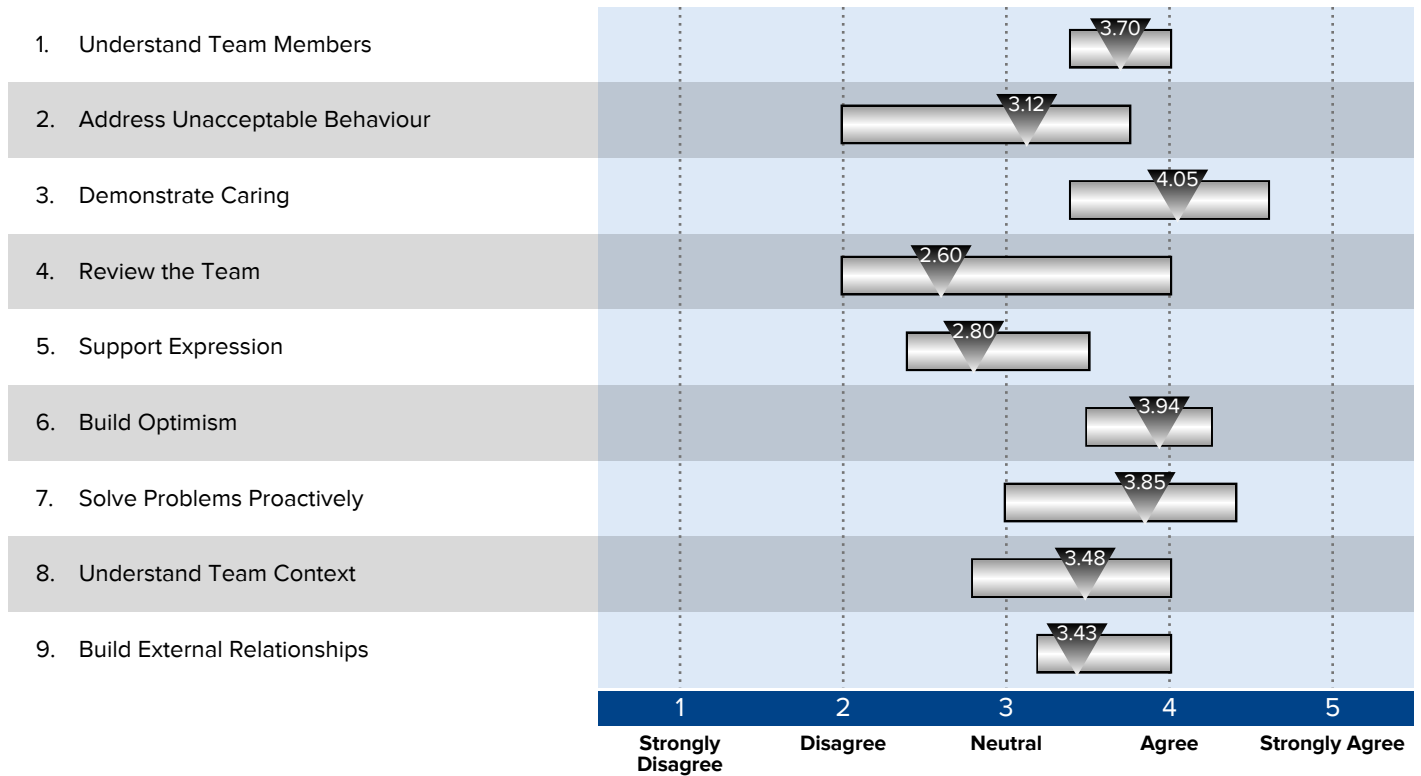 1. Understand Team Members 3.70
2. Address Unacceptable Behaviour 3.12
3. Demonstrate Caring 4.05
4. Review the Team 2.60
5. Support Expression 2.80
6. Build Optimism 3.94
7. Solve Problems Proactively 3.85
8. Understand Team Context 3.48
9. Build External Relationships 3.43
1 2 3 4 5
Strongly Disagree Neutral Agree Strongly Agree
Disagree